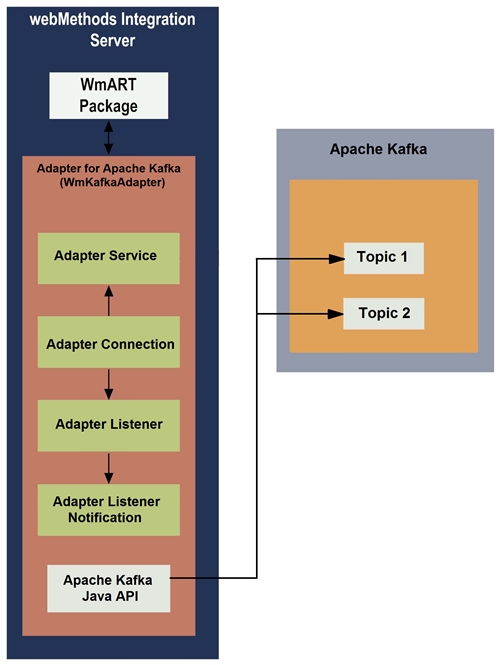 webMethods Integration
Server
WmART
Package
Adapter for Apache Kafka
(WmKafkaAdapter)
Adapter Service
Adapter Connection
Adapter Listener
Adapter Listener
Notification
Apache Kafka
Java API
Apache Kafka
Topic 1
Topic 2